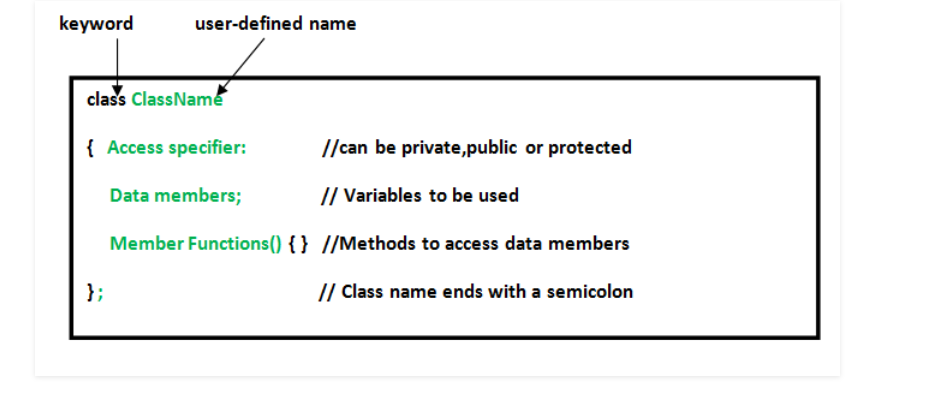 keyword user-defined name
class ClassName
{ Access specifier: //can be private,public or protected
Data members; // Variables to be used
Member Functions() { } //Methods to access data members
}; // Class name ends with a semicolon